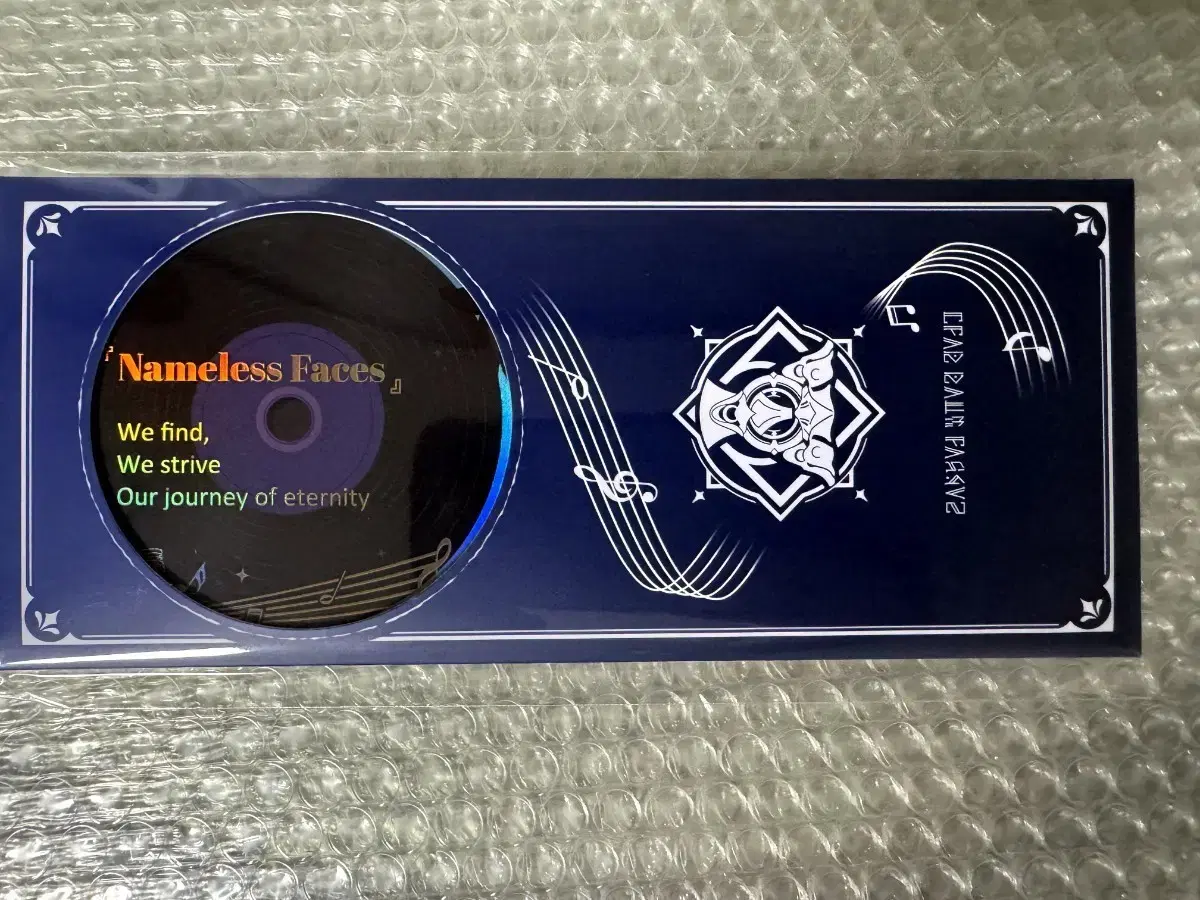 『Nameless Faces』
We find,
We strive
Our journey of eternity